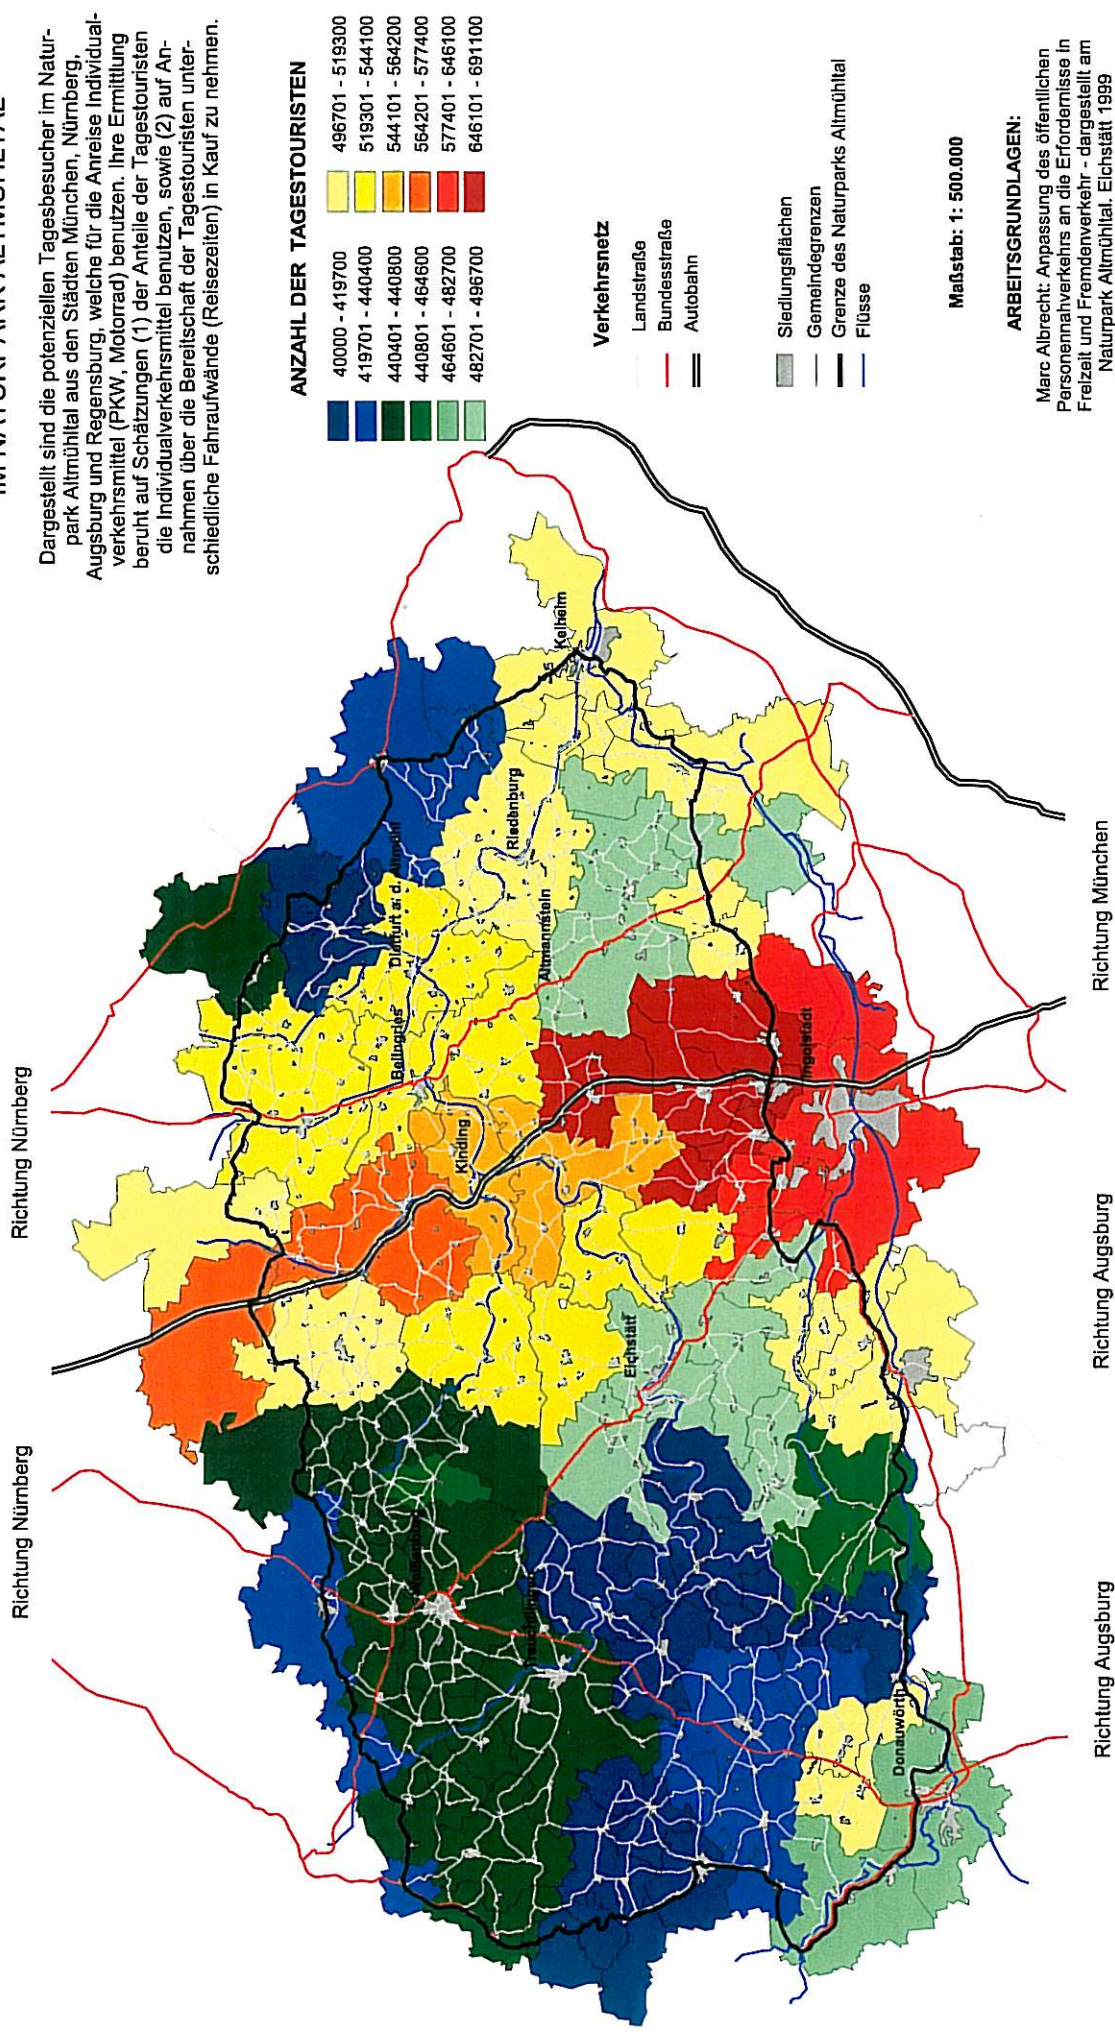 IM NATURPARK ALTMÜHLTAL
Dargestellt sind die potenziellen Tagesbesucher im Natur-
park Altmühltal aus den Städten München, Nürnberg,
Augsburg und Regensburg, welche für die Anreise Individual-
verkehrsmittel (PKW, Motorrad) benutzen. Ihre Ermittlung
beruht auf Schätzungen (1) der Anteile der Tagestouristen
die Individualverkehrsmittel benutzen, sowie (2) auf An-
nahmen über die Bereitschaft der Tagestouristen unter-
schiedliche Fahraufwände (Reisezeiten) in Kauf zu nehmen.
ANZAHL DER TAGESTOURISTEN
40000 - 419700
419701 - 440400
440401 - 440800
440801 - 464600
464601 - 482700
482701 - 496700
496701 - 519300
519301 - 544100
544101 - 564200
564201 - 577400
577401 - 646100
646101 - 691100
Verkehrsnetz
Landstraße
Bundesstraße
Autobahn
Siedlungsflächen
Gemeindegrenzen
Grenze des Naturparks Altmühltal
Flüsse
Maßstab: 1: 500.000
ARBEITSGRUNDLAGEN:
Marc Albrecht: Anpassung des öffentlichen
Personennahverkehrs an die Erfordernisse in
Freizeit und Fremdenverkehr - dargestellt am
Naturpark Altmühltal. Eichstätt 1999
Richtung Nürnberg
Richtung Nürnberg
Weißenburg
Treuchtlingen
Donauwörth
Eichstätt
Kinding
Beilngries
Dietfurt a. d. Altmühl
Altmannstein
Riedenburg
Kelheim
Ingolstadt
Richtung Augsburg
Richtung Augsburg
Richtung München